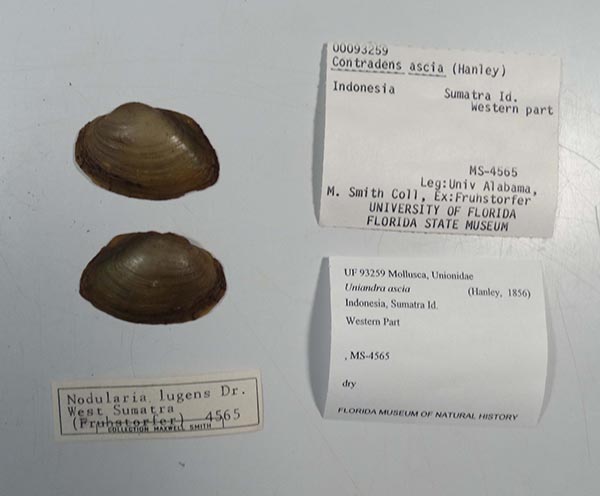 00093259
Contradens ascia (Hanley)
Indonesia Sumatra Id.
Western part
MS-4565
Leg:Univ Alabama,
M. Smith Coll, Ex:Fruhstorfer
UNIVERSITY OF FLORIDA
FLORIDA STATE MUSEUM
UF 93259 Mollusca, Unionidae
Uniandra ascia (Hanley, 1856)
Indonesia, Sumatra Id.
Western Part
, MS-4565
dry
FLORIDA MUSEUM OF NATURAL HISTORY
Nodularia lugens Dr.
West Sumatra
(Fruhstorfer) 4565
COLLECTION MAXWELL SMITH